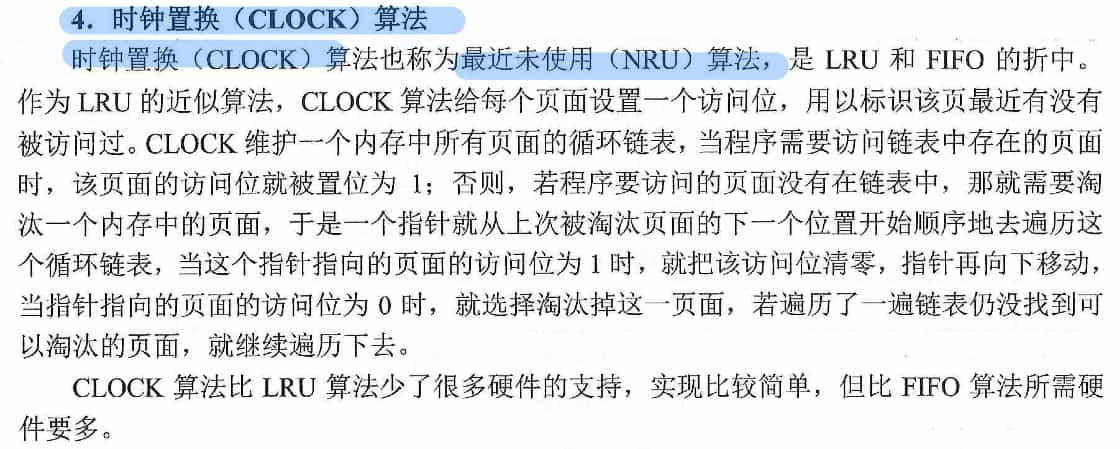 4．时钟置换（CLOCK）算法
时钟置换（CLOCK）算法也称为最近未使用（NRU）算法，是 LRU 和 FIFO 的折中。
作为 LRU 的近似算法，CLOCK 算法给每个页面设置一个访问位，用以标识该页最近有没有
被访问过。CLOCK 维护一个内存中所有页面的循环链表，当程序需要访问链表中存在的页面
时，该页面的访问位就被置位为 1；否则，若程序要访问的页面没有在链表中，那就需要淘
汰一个内存中的页面，于是一个指针就从上次被淘汰页面的下一个位置开始顺序地去遍历这
个循环链表，当这个指针指向的页面的访问位为 1 时，就把该访问位清零，指针再向下移动，
当指针指向的页面的访问位为 0 时，就选择淘汰掉这一页面，若遍历了一遍链表仍没找到可
以淘汰的页面，就继续遍历下去。
CLOCK 算法比 LRU 算法少了很多硬件的支持，实现比较简单，但比 FIFO 算法所需硬
件要多。